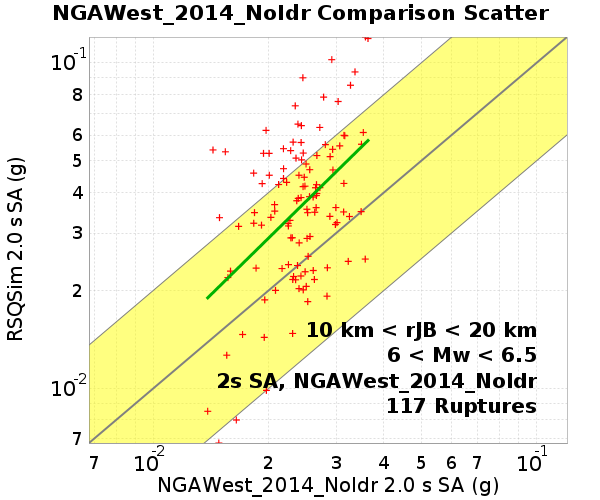 NGAWest_2014_NoIdr Comparison Scatter
10⁻¹
8
6
5
4
3
2
10⁻²
7
RSQSim 2.0 s SA (g)
10 km < rJB < 20 km
6 < Mw < 6.5
2s SA, NGAWest_2014_NoIdr
117 Ruptures
7 10⁻² 2 3 4 5 6 7 10⁻¹
NGAWest_2014_NoIdr 2.0 s SA (g)